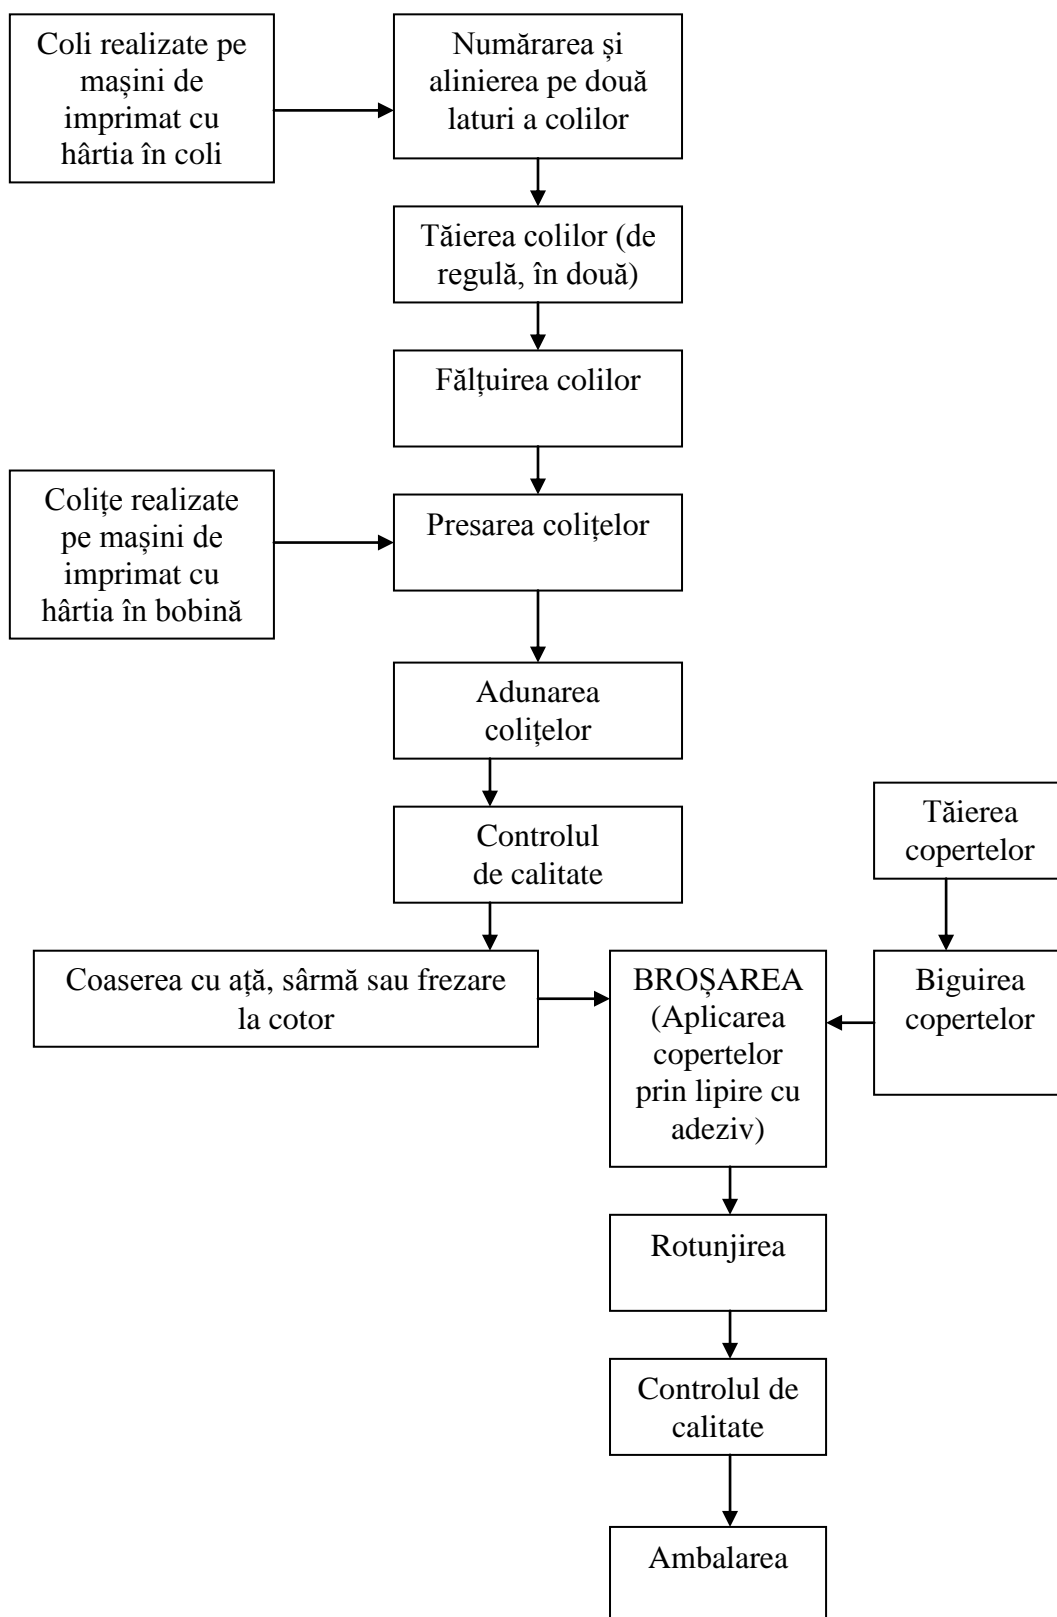 Coli realizate pe
mașini de
imprimat cu
hârtia în coli
Numărarea și
alinierea pe două
laturi a colilor
Tăierea colilor (de
regulă, în două)
Fălțuirea colilor
Colițe realizate
pe mașini de
imprimat cu
hârtia în bobină
Presarea colițelor
Adunarea
colițelor
Controlul
de calitate
Tăierea
copertelor
Coaserea cu ață, sârmă sau frezare
la cotor
BROȘAREA
(Aplicarea
copertelor
prin lipire cu
adeziv)
Biguirea
copertelor
Rotunjirea
Controlul de
calitate
Ambalarea